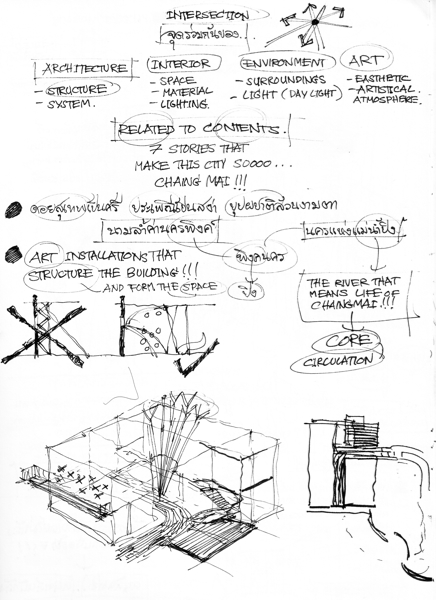 INTERSECTION
จุดร่วมกันของ..
ARCHITECTURE
- STRUCTURE
- SYSTEM.
INTERIOR
- SPACE
- MATERIAL
- LIGHTING.
ENVIRONMENT
- SURROUNDINGS
- LIGHT (DAY LIGHT)
ART
- EASTHETIC
- ARTISTICAL
ATMOSPHERE.
RELATED TO CONTENTS.
7 STORIES THAT
MAKE THIS CITY SOOOO...
CHAING MAI !!!
ดอยสุเทพเป็นศรี ประเพณีเป็นสง่า บุปผชาติล้วนงามตา
นามล้ำค่านครพิงค์
นครแห่งแม่น้ำปิง
พิงคนคร
ปิง
ART INSTALLATIONS THAT
STRUCTURE THE BUILDING !!!
AND FORM THE SPACE
THE RIVER THAT
MEANS LIFE OF
CHAINGMAI !!!
CORE
CIRCULATION